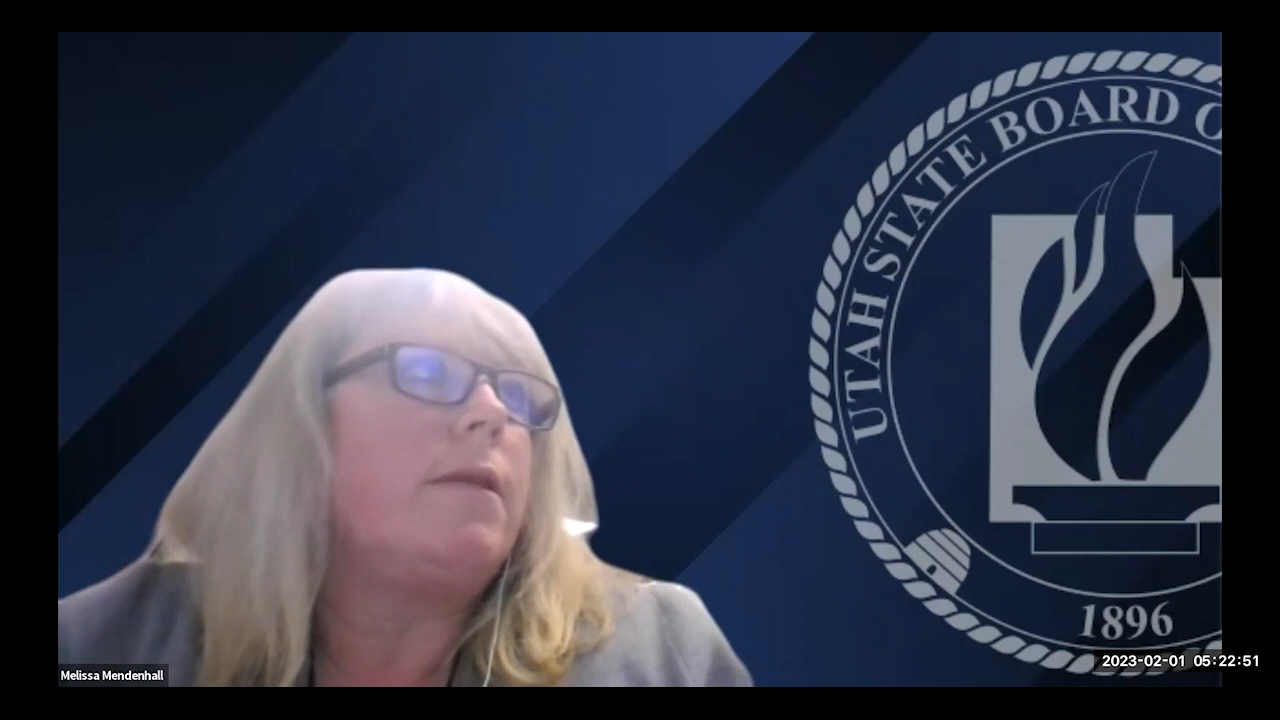 UTAH STATE BOARD O
1896
2023-02-01 05:22:51
Melissa Mendenhall